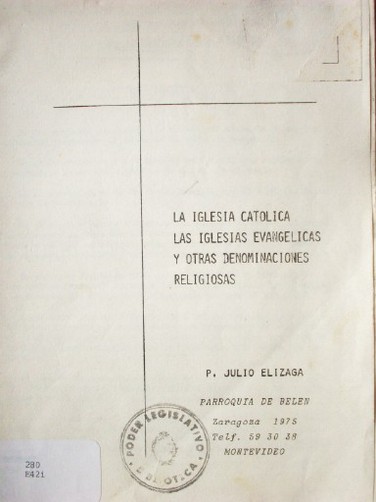 LA IGLESIA CATOLICA
LAS IGLESIAS EVANGELICAS
Y OTRAS DENOMINACIONES
RELIGIOSAS
P. JULIO ELIZAGA
PARROQUIA DE BELEN
Zaragoza 1975
Telf. 59 30 38
MONTEVIDEO
PODER LEGISLATIVO
BIBLIOTECA
280
842i